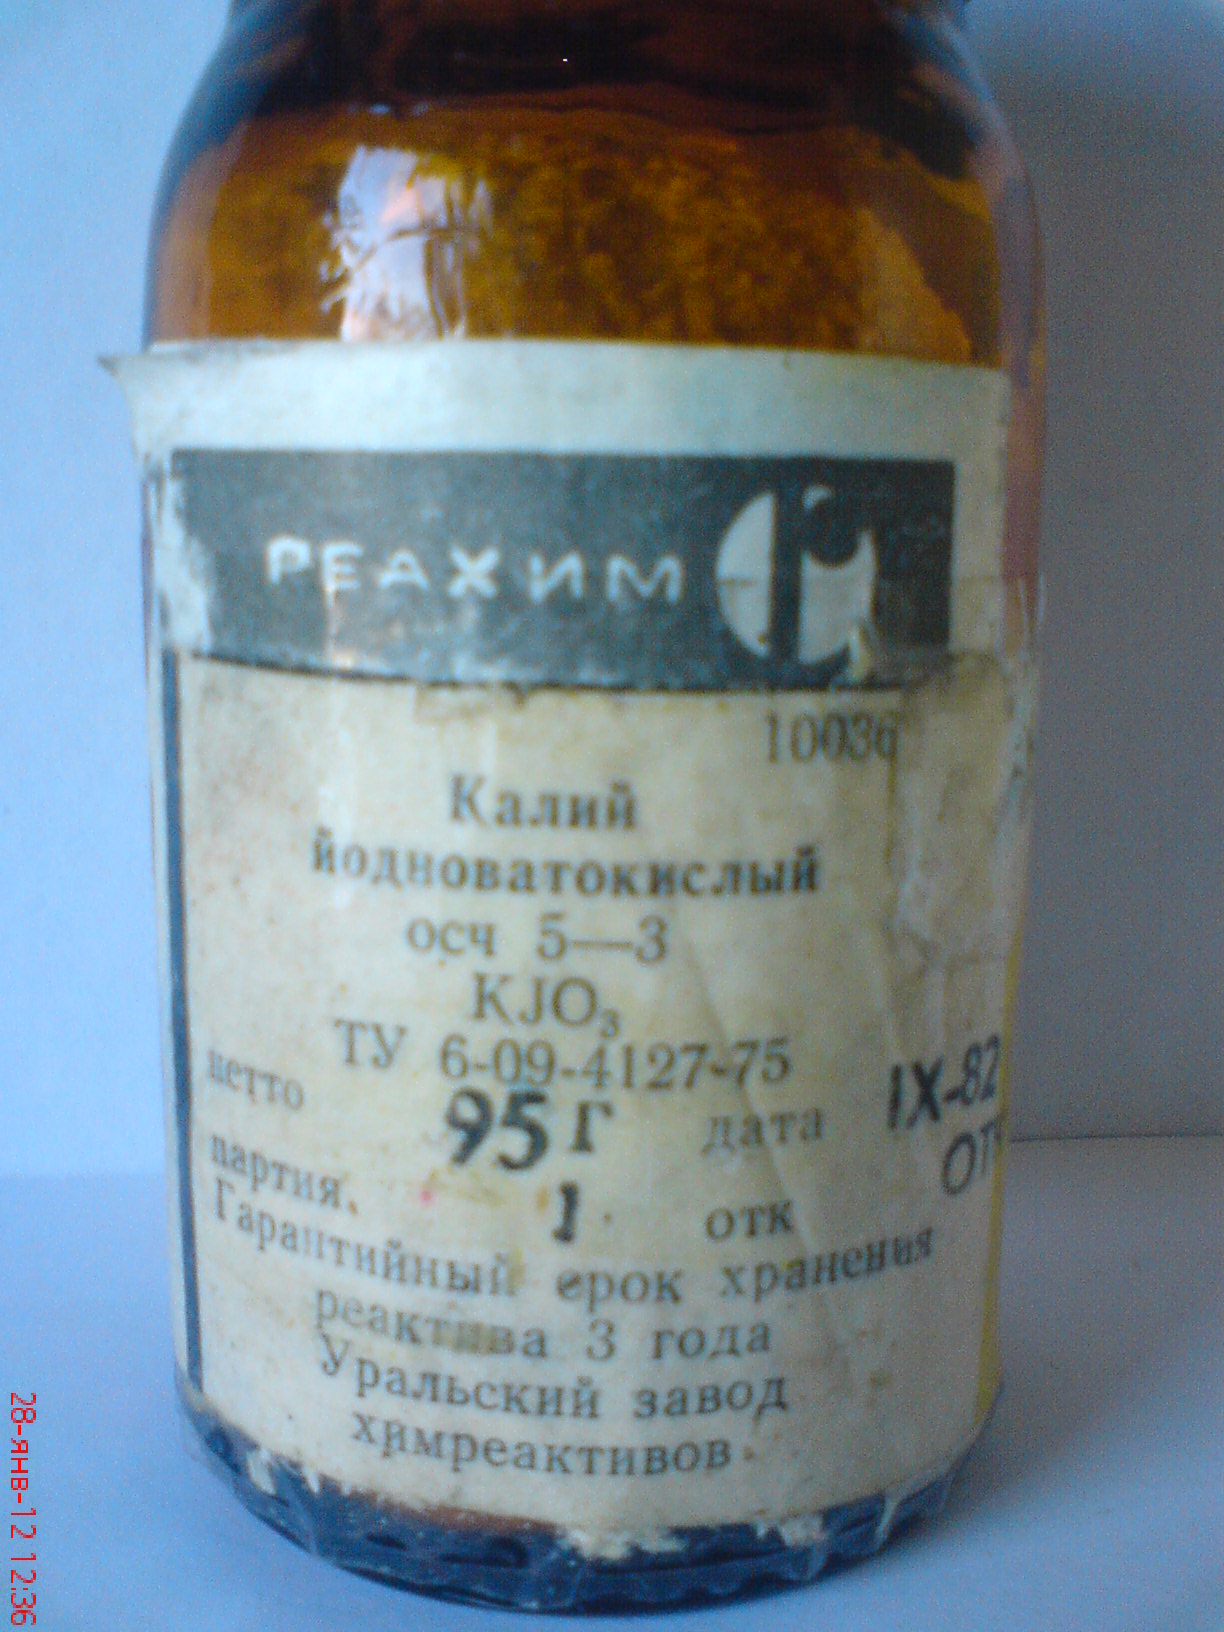 РЕАХИМ
10036
Калий
йодноватокислый
осч 5—3
KJO₃
ТУ 6-09-4127-75
нетто 95 г дата IX-82
партия. 1 отк ОТК
Гарантийный срок хранения
реактива 3 года
Уральский завод
химреактивов
28-янв-12 12:36